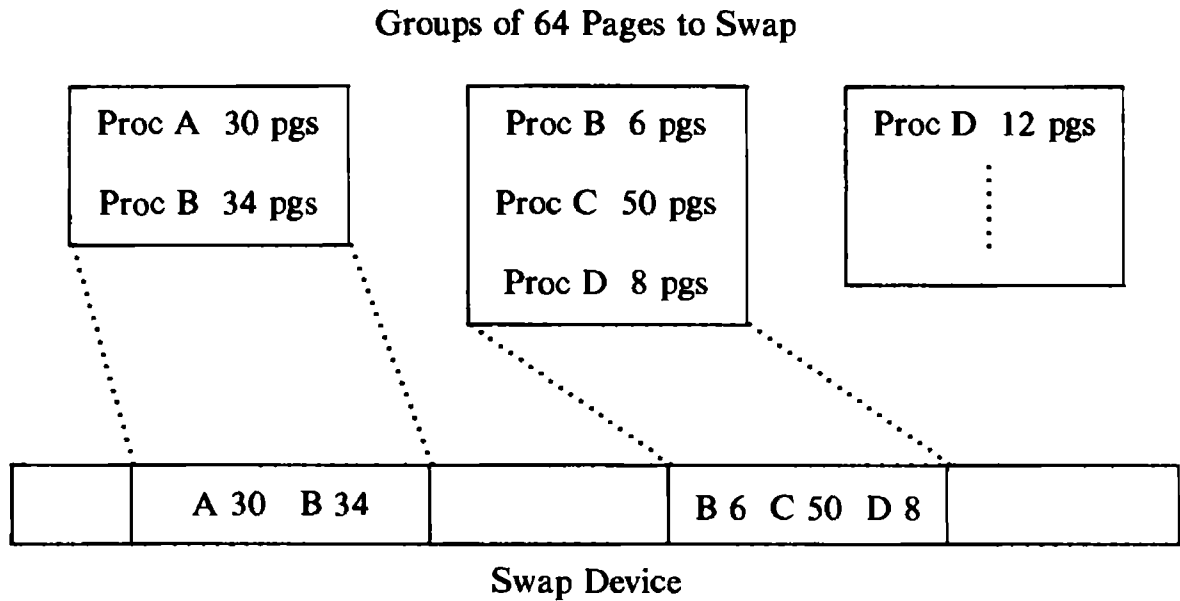 Groups of 64 Pages to Swap
Proc A 30 pgs
Proc B 34 pgs
Proc B 6 pgs
Proc C 50 pgs
Proc D 8 pgs
Proc D 12 pgs
A 30 B 34
B 6 C 50 D 8
Swap Device